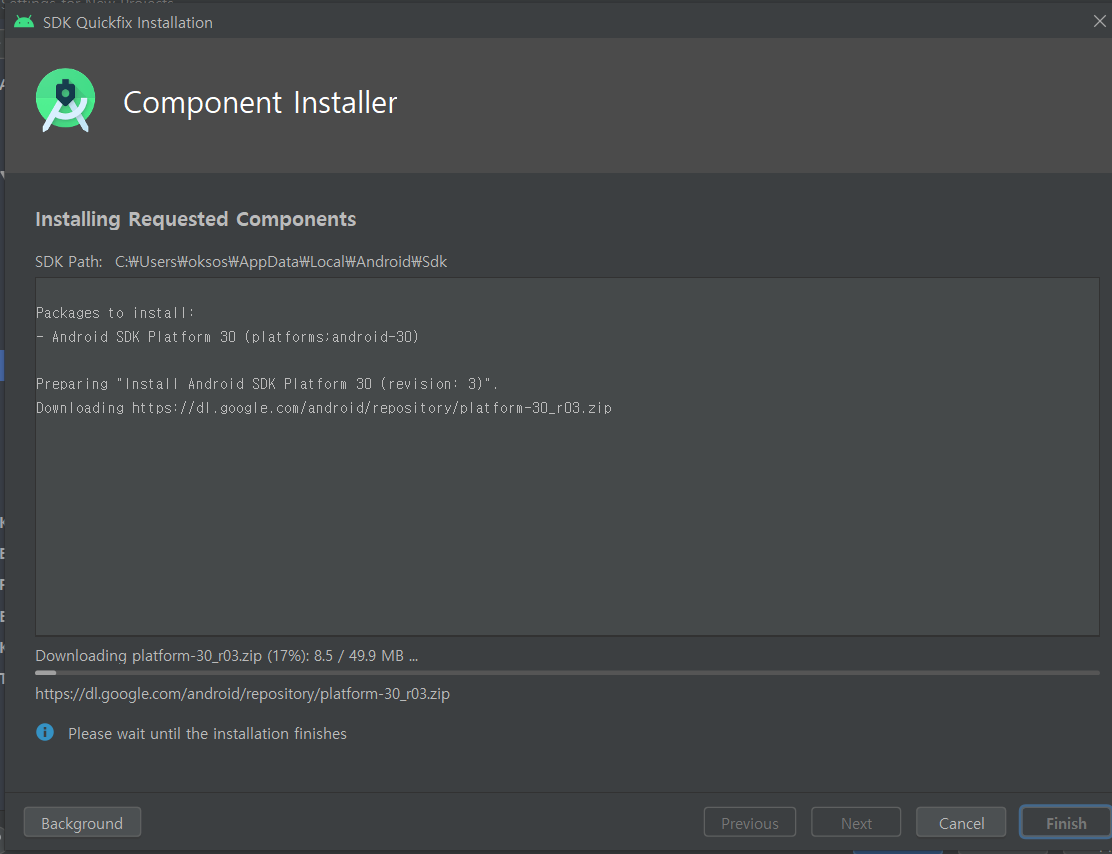 SDK Quickfix Installation
Component Installer
Installing Requested Components
SDK Path: C:₩Users₩oksos₩AppData₩Local₩Android₩Sdk
Packages to install:
- Android SDK Platform 30 (platforms;android-30)
Preparing "Install Android SDK Platform 30 (revision: 3)".
Downloading https://dl.google.com/android/repository/platform-30_r03.zip
Downloading platform-30_r03.zip (17%): 8.5 / 49.9 MB ...
https://dl.google.com/android/repository/platform-30_r03.zip
Please wait until the installation finishes
Background Previous Next Cancel Finish